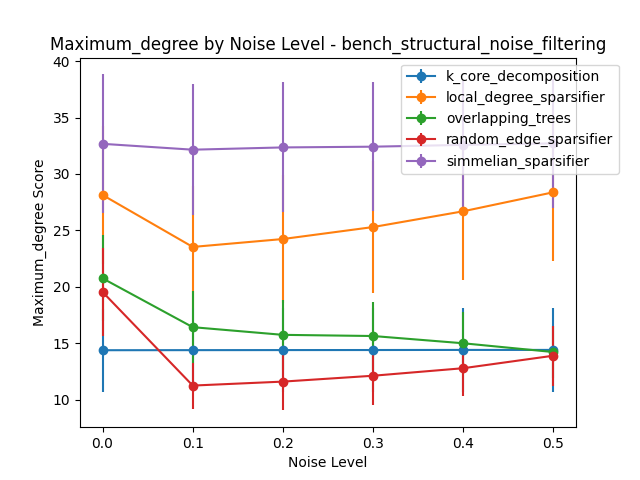 Maximum_degree by Noise Level - bench_structural_noise_filtering
k_core_decomposition
local_degree_sparsifier
overlapping_trees
random_edge_sparsifier
simmelian_sparsifier
Maximum_degree Score
40
35
30
25
20
15
10
0.0 0.1 0.2 0.3 0.4 0.5
Noise Level